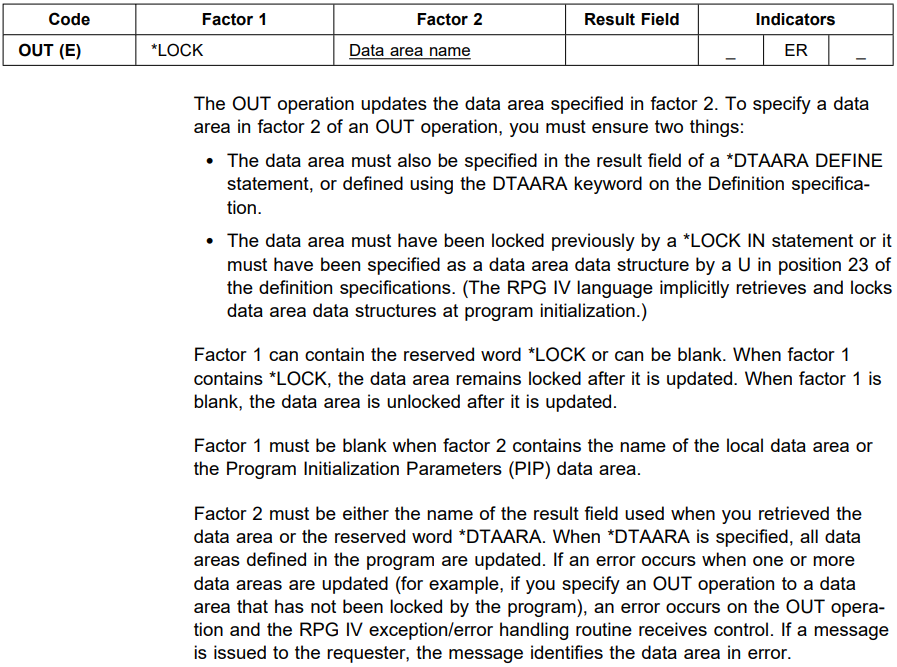 Code Factor 1 Factor 2 Result Field Indicators
OUT (E) *LOCK Data area name _ ER _
The OUT operation updates the data area specified in factor 2. To specify a data
area in factor 2 of an OUT operation, you must ensure two things:
• The data area must also be specified in the result field of a *DTAARA DEFINE
statement, or defined using the DTAARA keyword on the Definition specifica-
tion.
• The data area must have been locked previously by a *LOCK IN statement or it
must have been specified as a data area data structure by a U in position 23 of
the definition specifications. (The RPG IV language implicitly retrieves and locks
data area data structures at program initialization.)
Factor 1 can contain the reserved word *LOCK or can be blank. When factor 1
contains *LOCK, the data area remains locked after it is updated. When factor 1 is
blank, the data area is unlocked after it is updated.
Factor 1 must be blank when factor 2 contains the name of the local data area or
the Program Initialization Parameters (PIP) data area.
Factor 2 must be either the name of the result field used when you retrieved the
data area or the reserved word *DTAARA. When *DTAARA is specified, all data
areas defined in the program are updated. If an error occurs when one or more
data areas are updated (for example, if you specify an OUT operation to a data
area that has not been locked by the program), an error occurs on the OUT opera-
tion and the RPG IV exception/error handling routine receives control. If a message
is issued to the requester, the message identifies the data area in error.